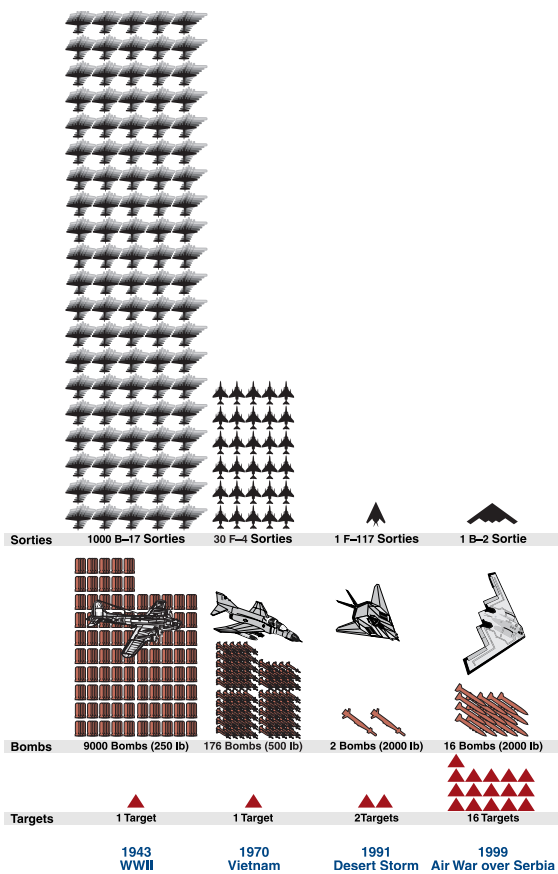 Sorties
1000 B–17 Sorties
30 F–4 Sorties
1 F–117 Sorties
1 B–2 Sortie
Bombs
9000 Bombs (250 lb)
176 Bombs (500 lb)
2 Bombs (2000 lb)
16 Bombs (2000 lb)
Targets
1 Target
1 Target
2Targets
16 Targets
1943
WWII
1970
Vietnam
1991
Desert Storm
1999
Air War over Serbia